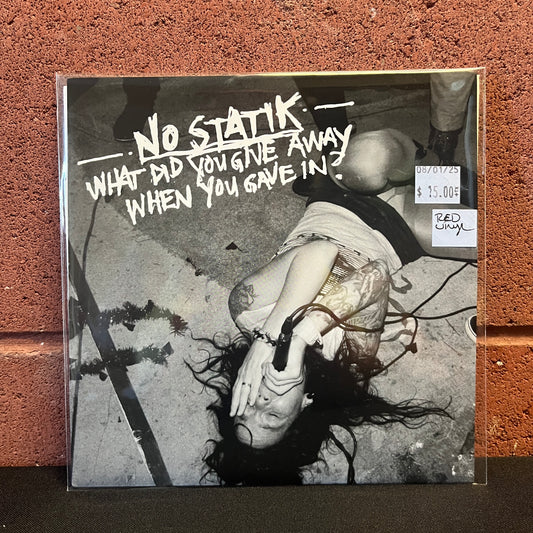 NO STATIK
WHAT DID YOU GIVE AWAY
WHEN YOU GAVE IN?
08/01/25
$ 15.00
RED
Vinyl